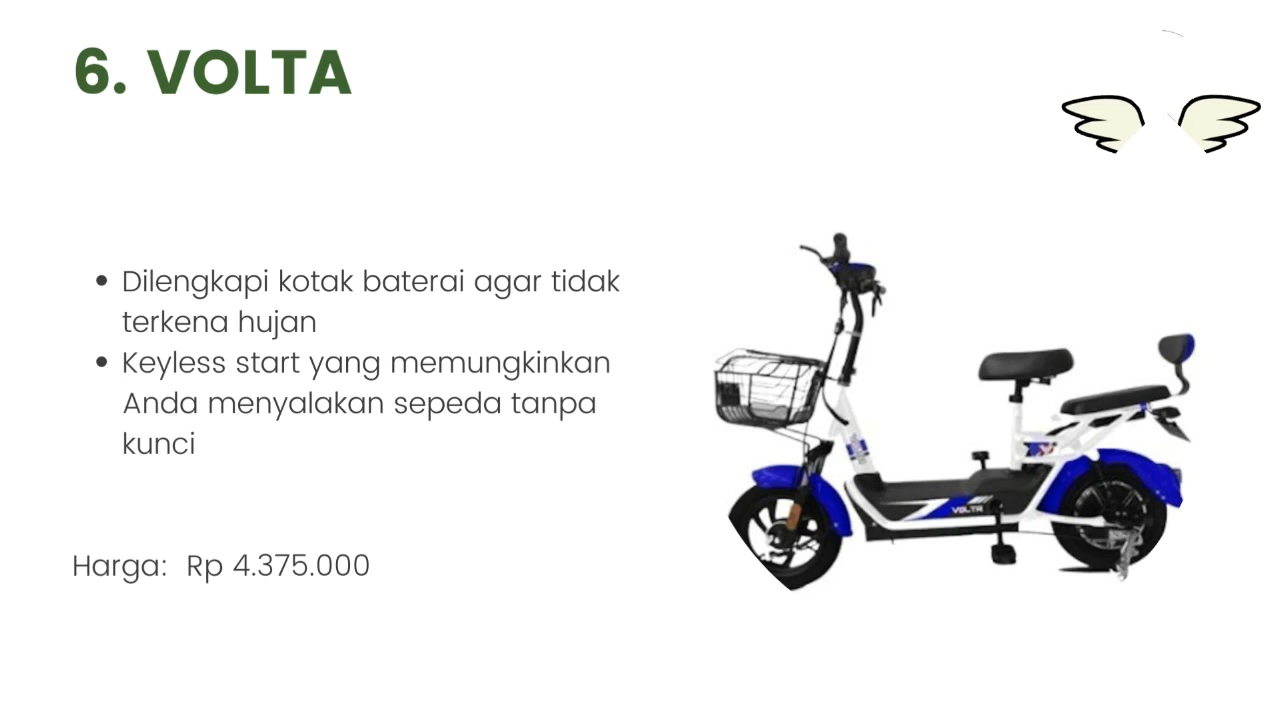 6. VOLTA
• Dilengkapi kotak baterai agar tidak
terkena hujan
• Keyless start yang memungkinkan
Anda menyalakan sepeda tanpa
kunci
Harga: Rp 4.375.000
VOLTA